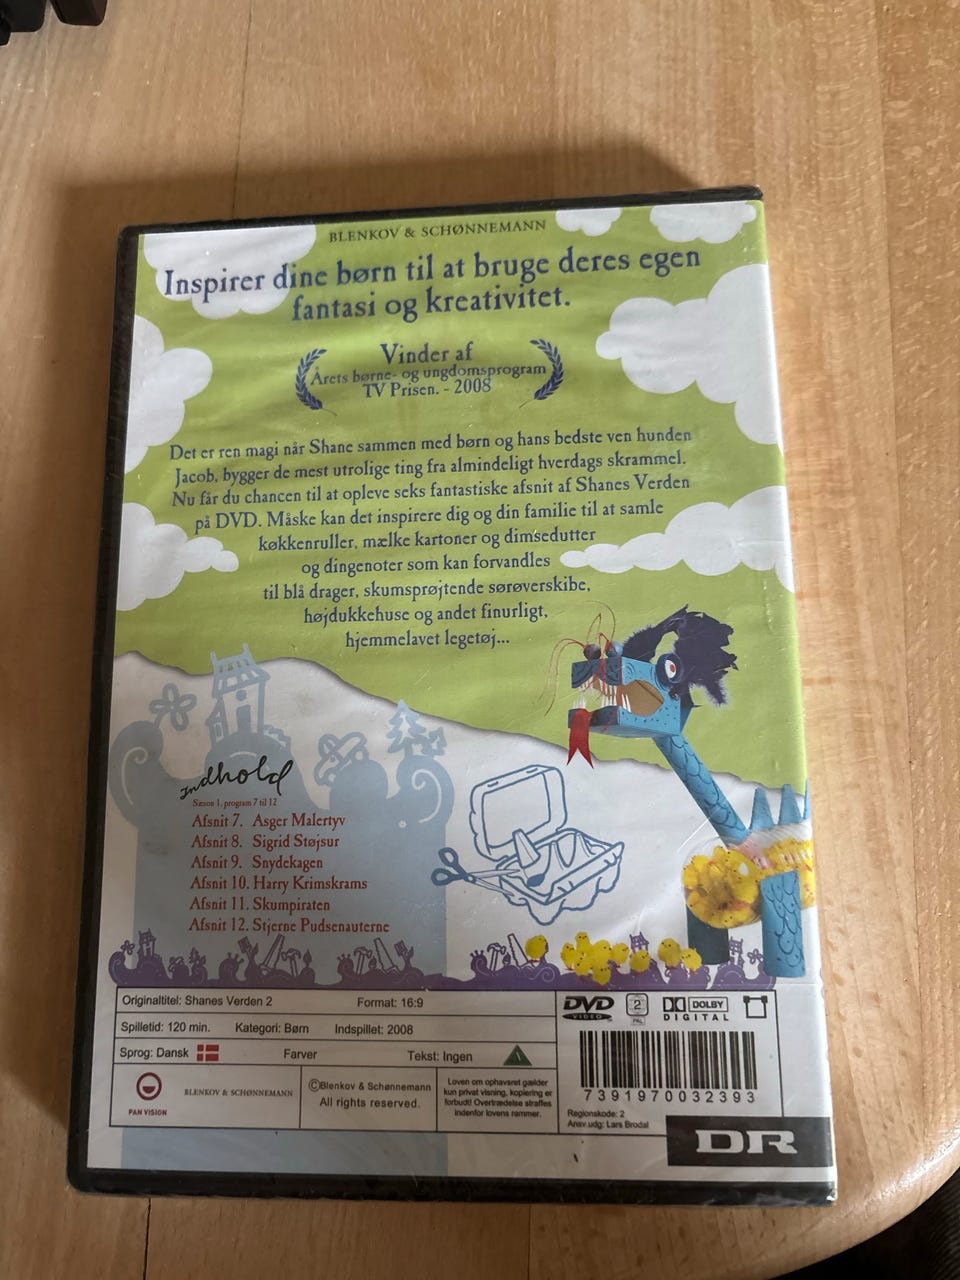 BLENKOV & SCHØNNEMANN
Inspirer dine børn til at bruge deres egen
fantasi og kreativitet.
Vinder af
Årets børne- og ungdomsprogram
TV Prisen. - 2008
Det er ren magi når Shane sammen med børn og hans bedste ven hunden
Jacob, bygger de mest utrolige ting fra almindeligt hverdags skrammel.
Nu får du chancen til at opleve seks fantastiske afsnit af Shanes Verden
på DVD. Måske kan det inspirere dig og din familie til at samle
køkkenruller, mælke kartoner og dimsedutter
og dingenoter som kan forvandles
til blå drager, skumsprøjtende sørøverskibe,
højdukkehuse og andet finurligt,
hjemmelavet legetøj...
Indhold
Sæson 1, program 7 til 12
Afsnit 7. Asger Malertyv
Afsnit 8. Sigrid Støjsur
Afsnit 9. Snydekagen
Afsnit 10. Harry Krimskrams
Afsnit 11. Skumpiraten
Afsnit 12. Stjerne Pudsenauterne
Originaltitel: Shanes Verden 2 Format: 16:9
Spilletid: 120 min. Kategori: Børn Indspillet: 2008
Sprog: Dansk Farver Tekst: Ingen A
PAN VISION
BLENKOV & SCHØNNEMANN
©Blenkov & Schønnemann
All rights reserved.
Loven om ophavsret gælder
kun privat visning, kopiering er
forbudt! Overtrædelse straffes
indenfor lovens rammer.
DVD VIDEO 2 PAL DOLBY DIGITAL
7391970032393
Regionskode: 2
Ansv.udg: Lars Brodal
DR